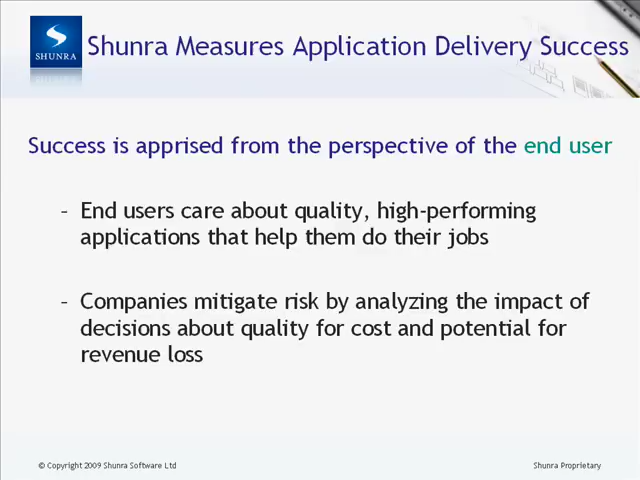 SHUNRA
Shunra Measures Application Delivery Success
Success is apprised from the perspective of the end user
- End users care about quality, high-performing
applications that help them do their jobs
- Companies mitigate risk by analyzing the impact of
decisions about quality for cost and potential for
revenue loss
© Copyright 2009 Shunra Software Ltd
Shunra Proprietary